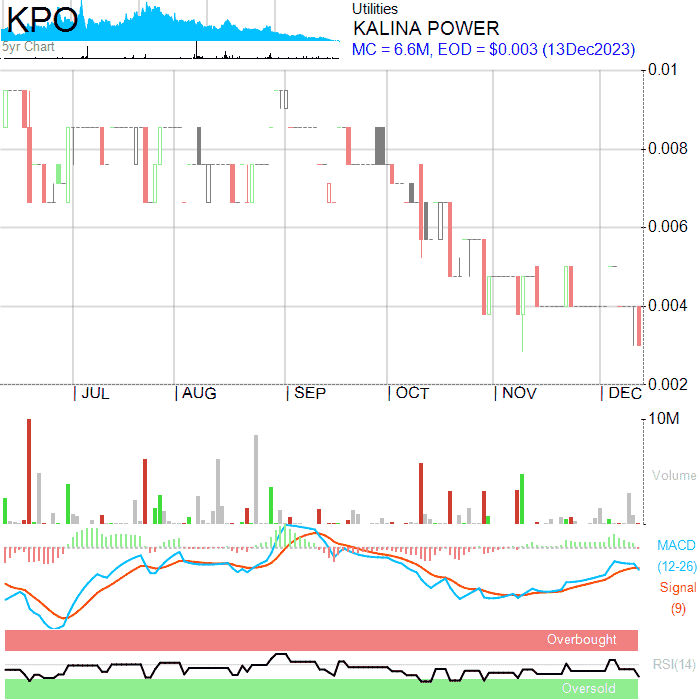 KPO
5yr Chart
Utilities
KALINA POWER
MC = 6.6M, EOD = $0.003 (13Dec2023)
0.01
0.008
0.006
0.004
0.002
JUL AUG SEP OCT NOV DEC
10M
Volume
MACD
(12-26)
Signal
(9)
Overbought
RSI(14)
Oversold